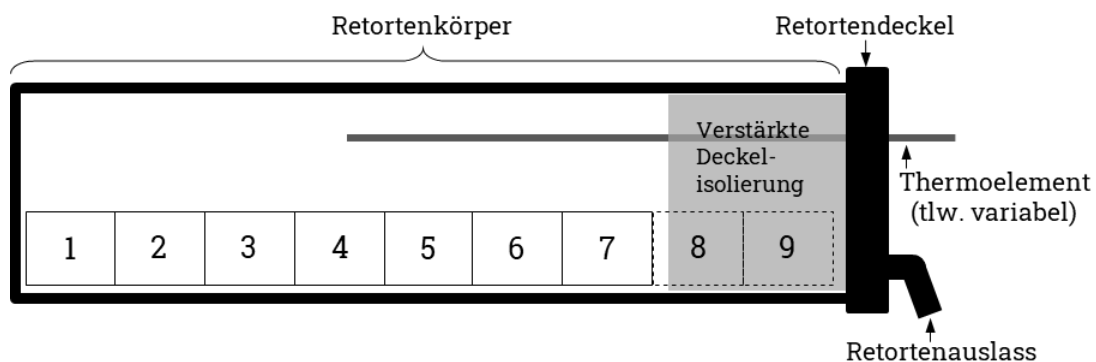 Retortenkörper
Retortendeckel
Verstärkte
Deckel-
isolierung
Thermoelement
(tlw. variabel)
1 2 3 4 5 6 7 8 9
Retortenauslass